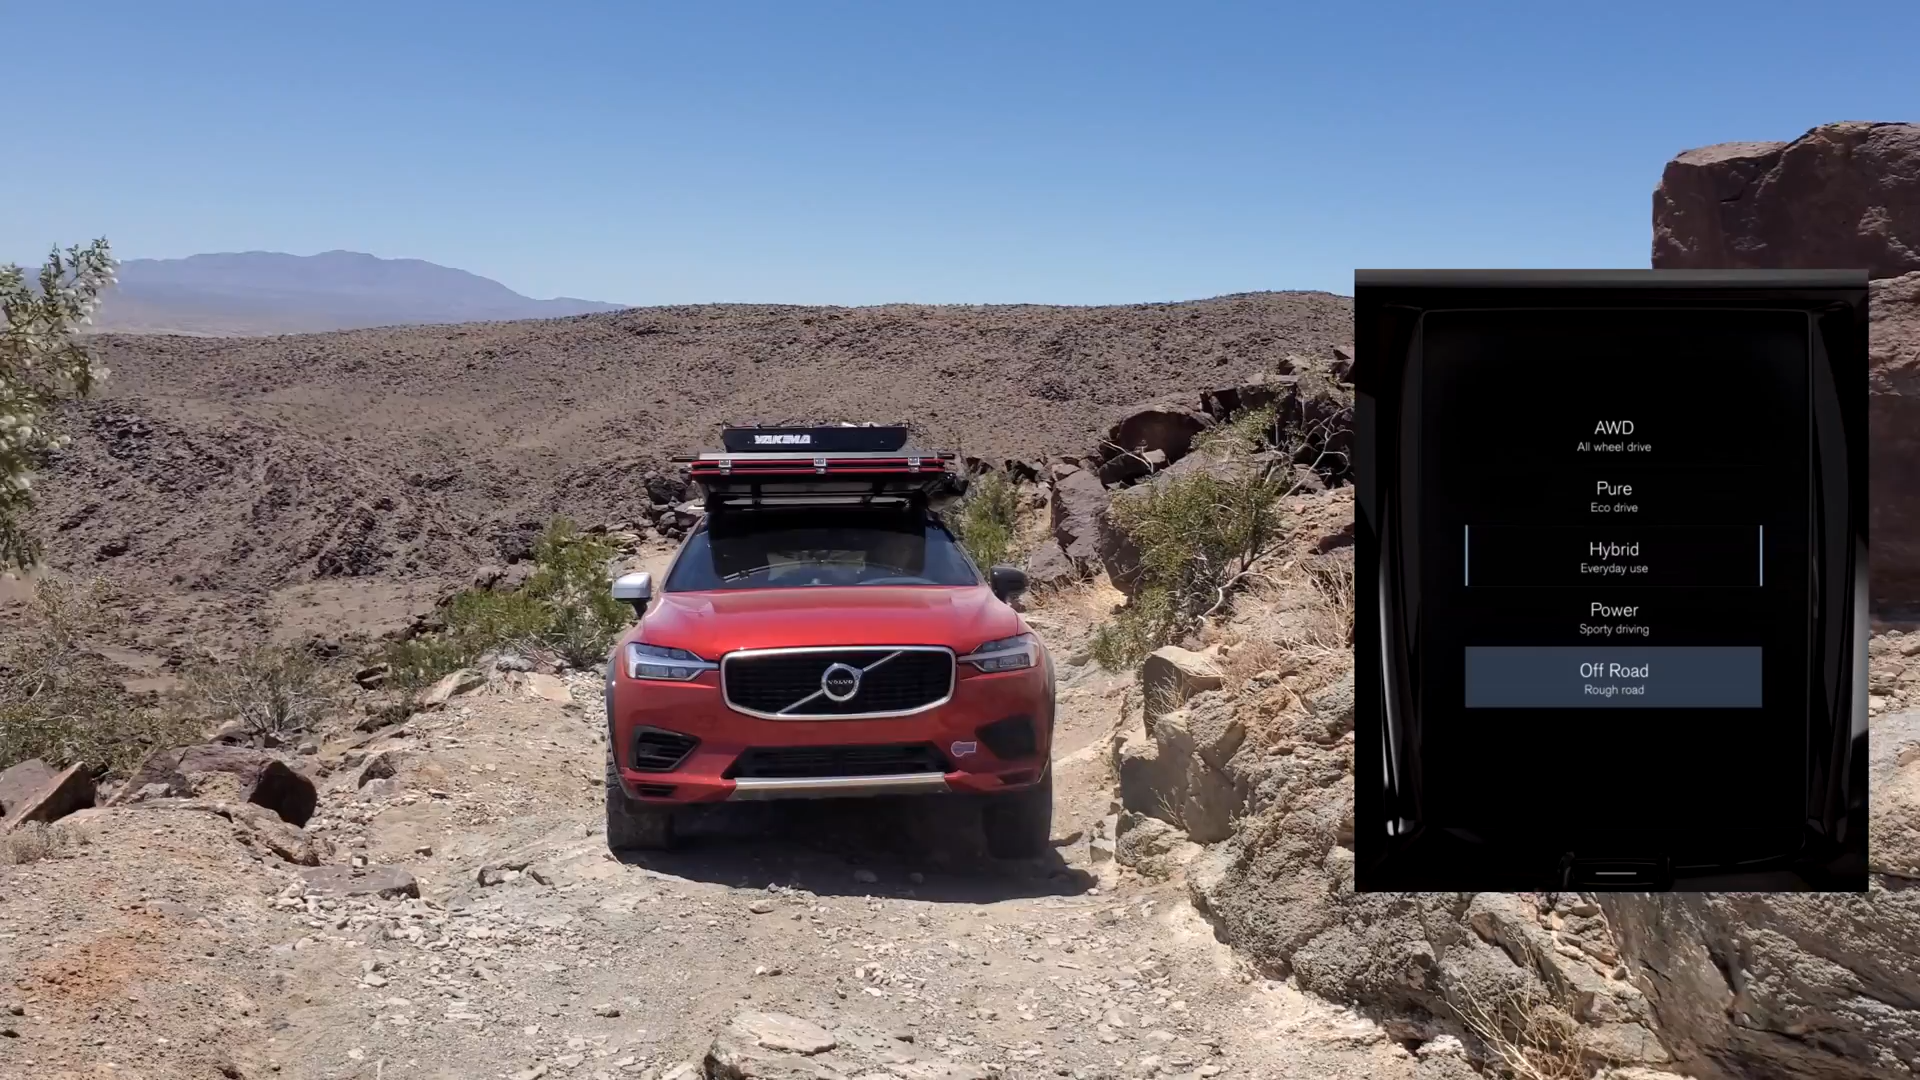 YAKIMA
VOLVO
AWD
All wheel drive
Pure
Eco drive
Hybrid
Everyday use
Power
Sporty driving
Off Road
Rough road